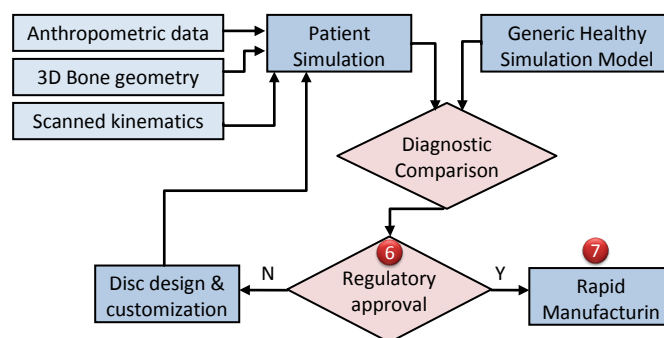 Anthropometric data
Patient
Simulation
Generic Healthy
Simulation Model
3D Bone geometry
Scanned kinematics
Diagnostic
Comparison
6
7
N
Regulatory
approval
Y
Disc design &
customization
Rapid
Manufacturin